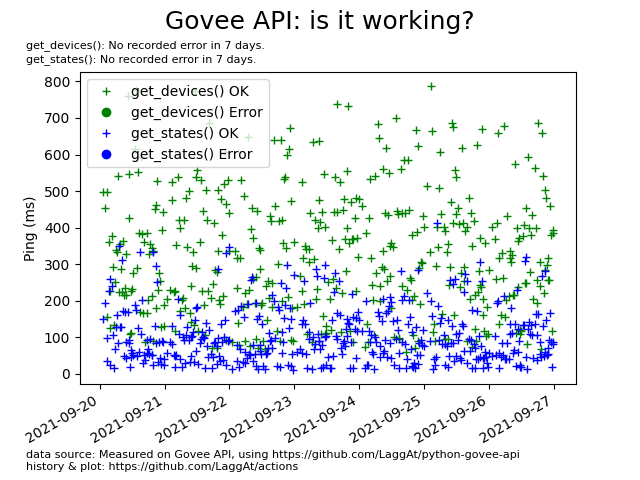 Govee API: is it working?
get_devices(): No recorded error in 7 days.
get_states(): No recorded error in 7 days.
get_devices() OK
get_devices() Error
get_states() OK
get_states() Error
Ping (ms)
800
700
600
500
400
300
200
100
0
2021-09-20
2021-09-21
2021-09-22
2021-09-23
2021-09-24
2021-09-25
2021-09-26
2021-09-27
data source: Measured on Govee API, using https://github.com/LaggAt/python-govee-api
history & plot: https://github.com/LaggAt/actions